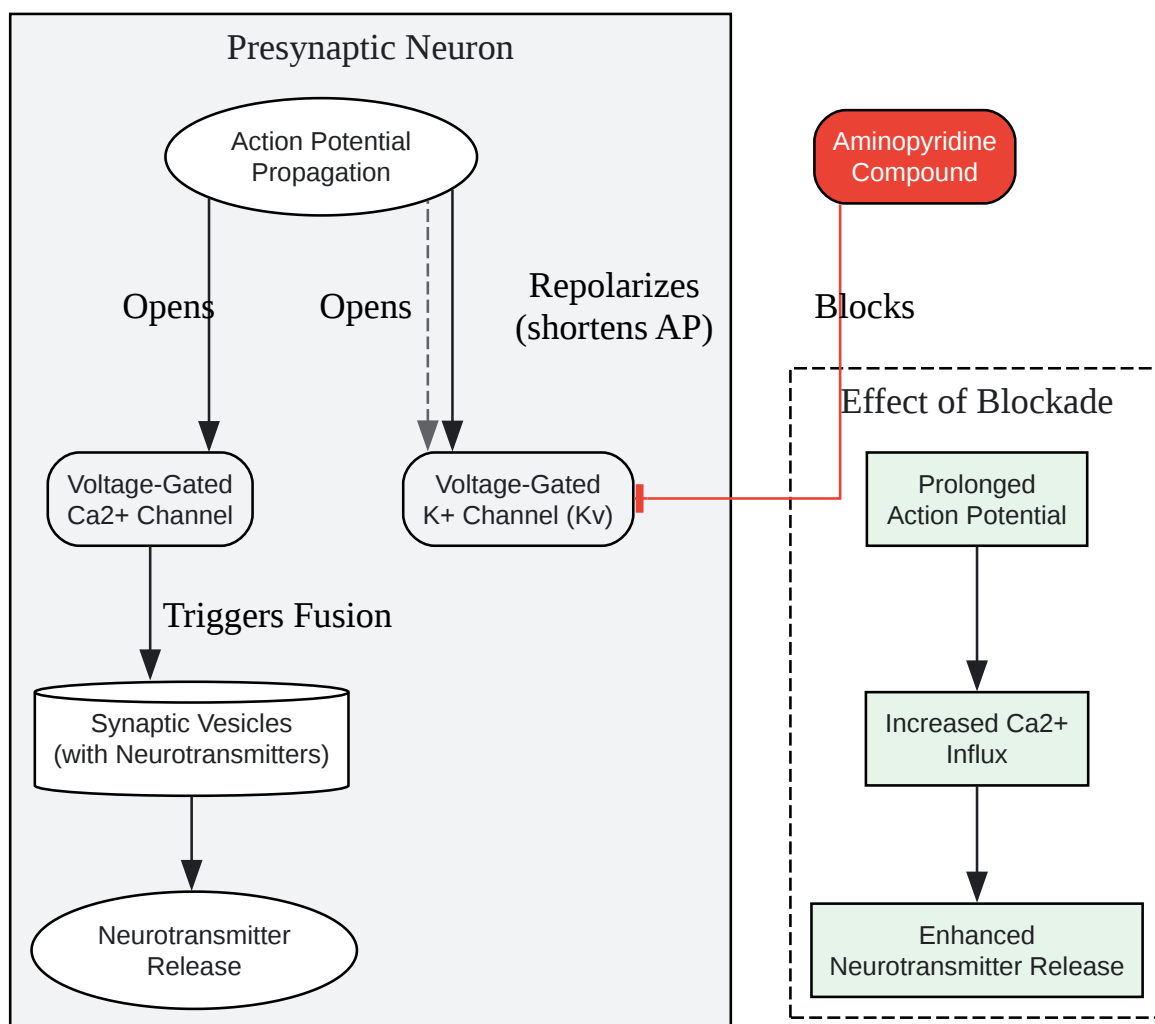 Presynaptic Neuron
Action Potential
Propagation
Aminopyridine
Compound
Opens
Opens
Repolarizes
(shortens AP)
Blocks
Effect of Blockade
Voltage-Gated
Ca2+ Channel
Voltage-Gated
K+ Channel (Kv)
Prolonged
Action Potential
Triggers Fusion
Synaptic Vesicles
(with Neurotransmitters)
Increased Ca2+
Influx
Neurotransmitter
Release
Enhanced
Neurotransmitter Release